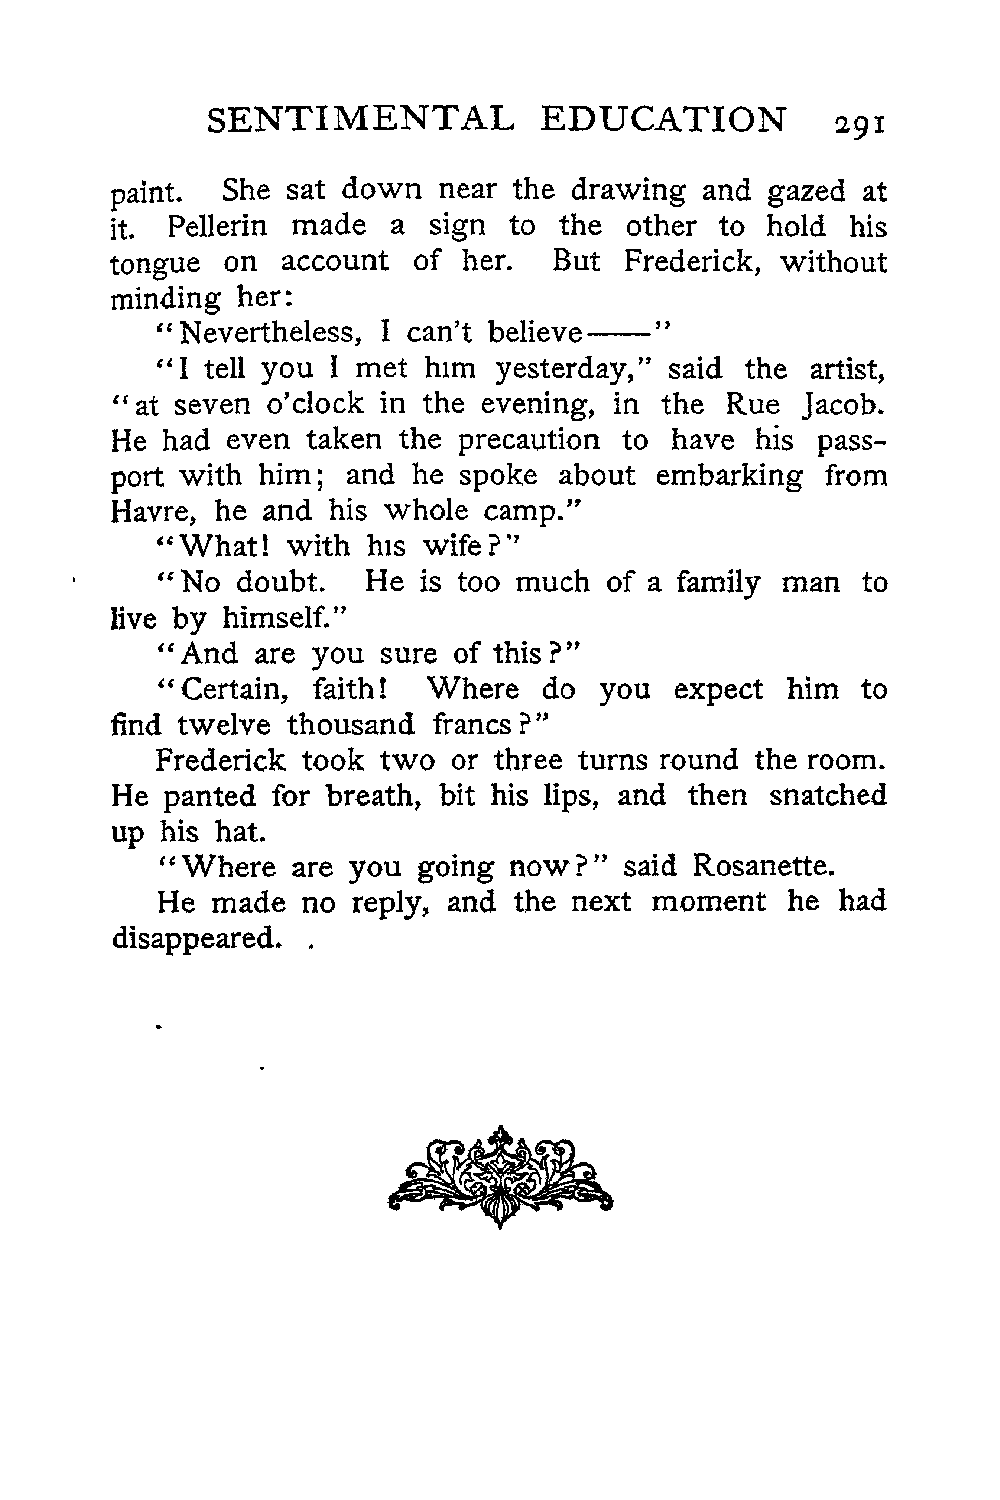 SENTIMENTAL EDUCATION 291
paint. She sat down near the drawing and gazed at
it. Pellerin made a sign to the other to hold his
tongue on account of her. But Frederick, without
minding her:
"Nevertheless, I can't believe——"
"I tell you I met him yesterday," said the artist,
"at seven o'clock in the evening, in the Rue Jacob.
He had even taken the precaution to have his pass-
port with him; and he spoke about embarking from
Havre, he and his whole camp."
"What! with his wife?"
"No doubt. He is too much of a family man to
live by himself."
"And are you sure of this?"
"Certain, faith! Where do you expect him to
find twelve thousand francs?"
Frederick took two or three turns round the room.
He panted for breath, bit his lips, and then snatched
up his hat.
"Where are you going now?" said Rosanette.
He made no reply, and the next moment he had
disappeared.